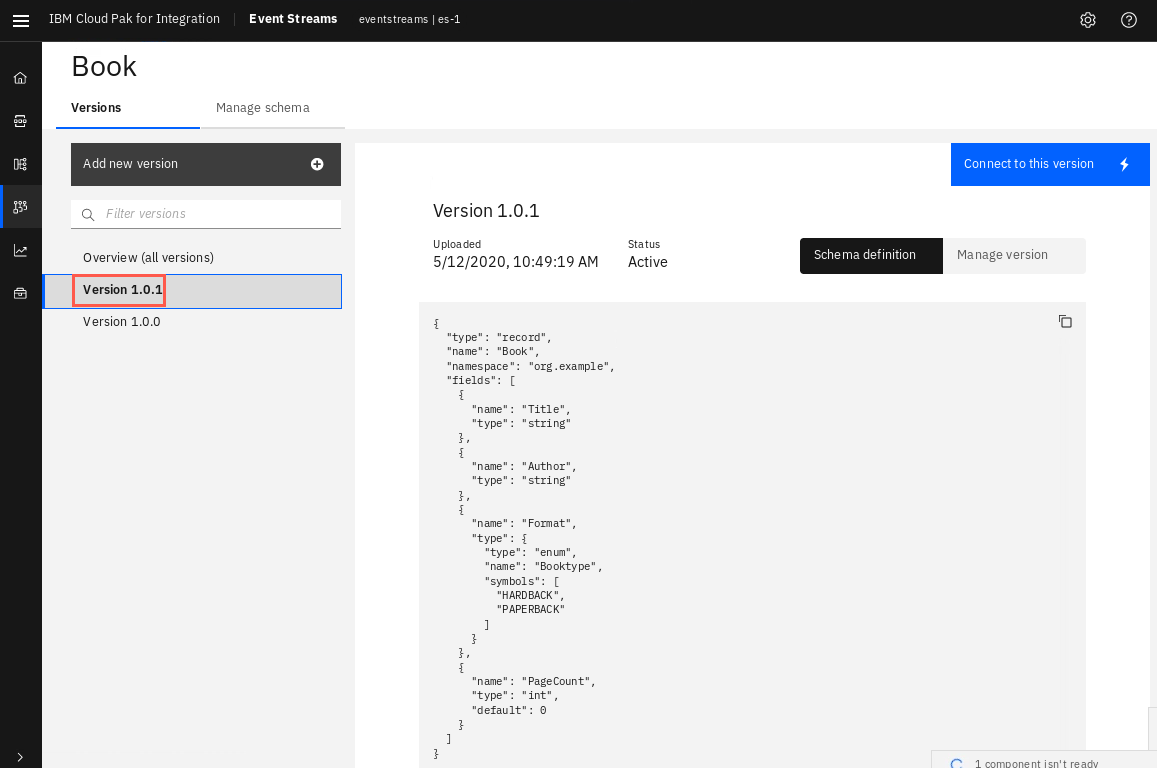 IBM Cloud Pak for Integration | Event Streams eventstreams | es-1
Book
Versions Manage schema
Add new version
Connect to this version
Filter versions
Overview (all versions)
Version 1.0.1
Version 1.0.0
Version 1.0.1
Uploaded
5/12/2020, 10:49:19 AM
Status
Active
Schema definition Manage version
{
  "type": "record",
  "name": "Book",
  "namespace": "org.example",
  "fields": [
    {
      "name": "Title",
      "type": "string"
    },
    {
      "name": "Author",
      "type": "string"
    },
    {
      "name": "Format",
      "type": {
        "type": "enum",
        "name": "Booktype",
        "symbols": [
          "HARDBACK",
          "PAPERBACK"
        ]
      }
    },
    {
      "name": "PageCount",
      "type": "int",
      "default": 0
    }
  ]
}
1 component isn't ready